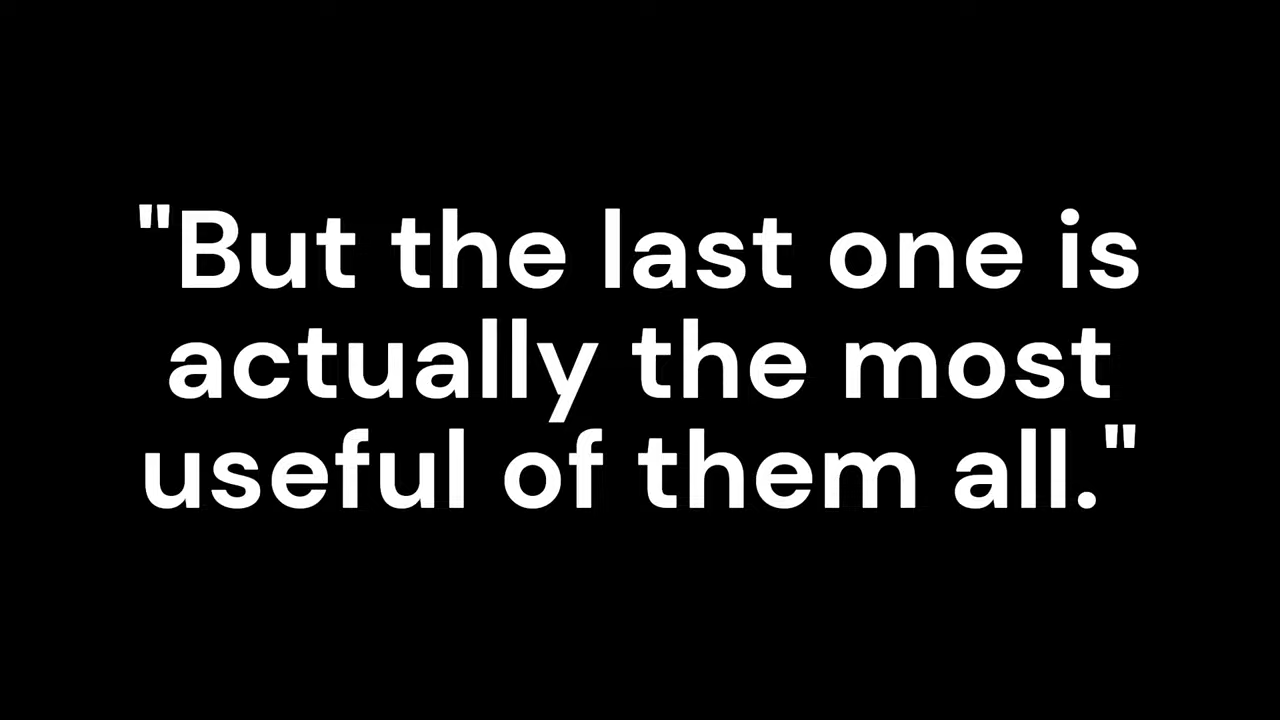 "But the last one is
actually the most
useful of them all."